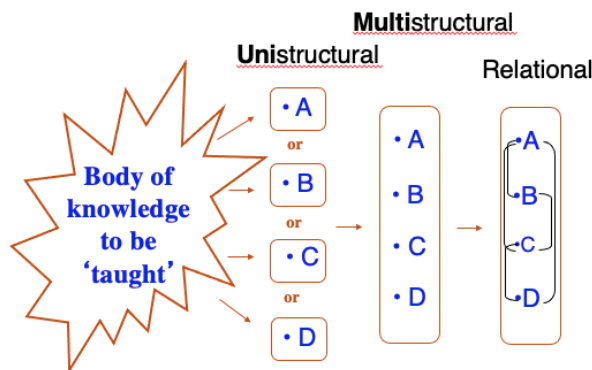 Multistructural
Unistructural
Relational
Body of
knowledge
to be
‘taught’
• A
or
• B
or
• C
or
• D
• A
• B
• C
• D
•A
•B
•C
•D